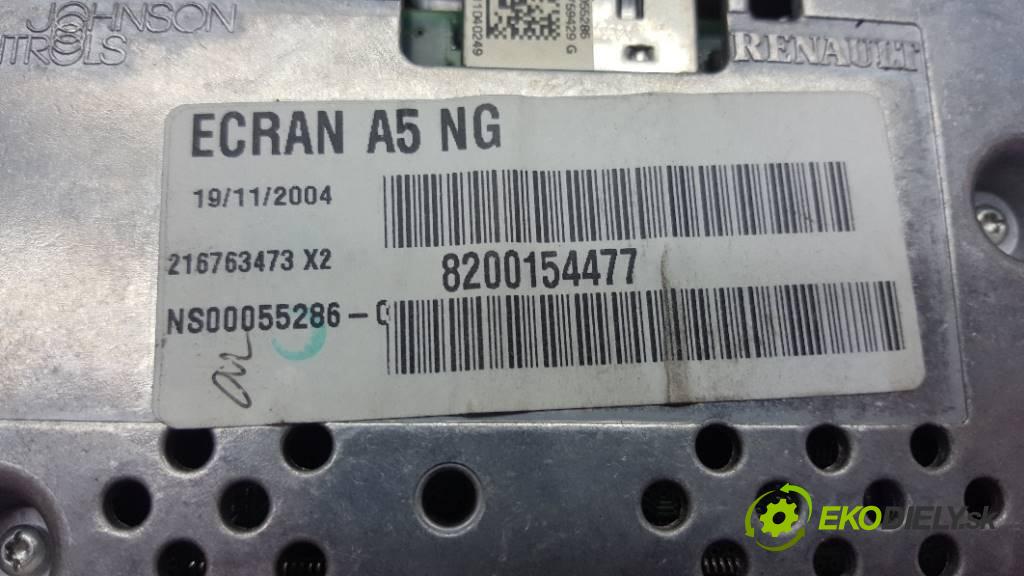 JOHNSON
CONTROLS
RENAULT
ECRAN A5 NG
19/11/2004
216763473 X2
8200154477
NS00055286-
EKODIELY.sk